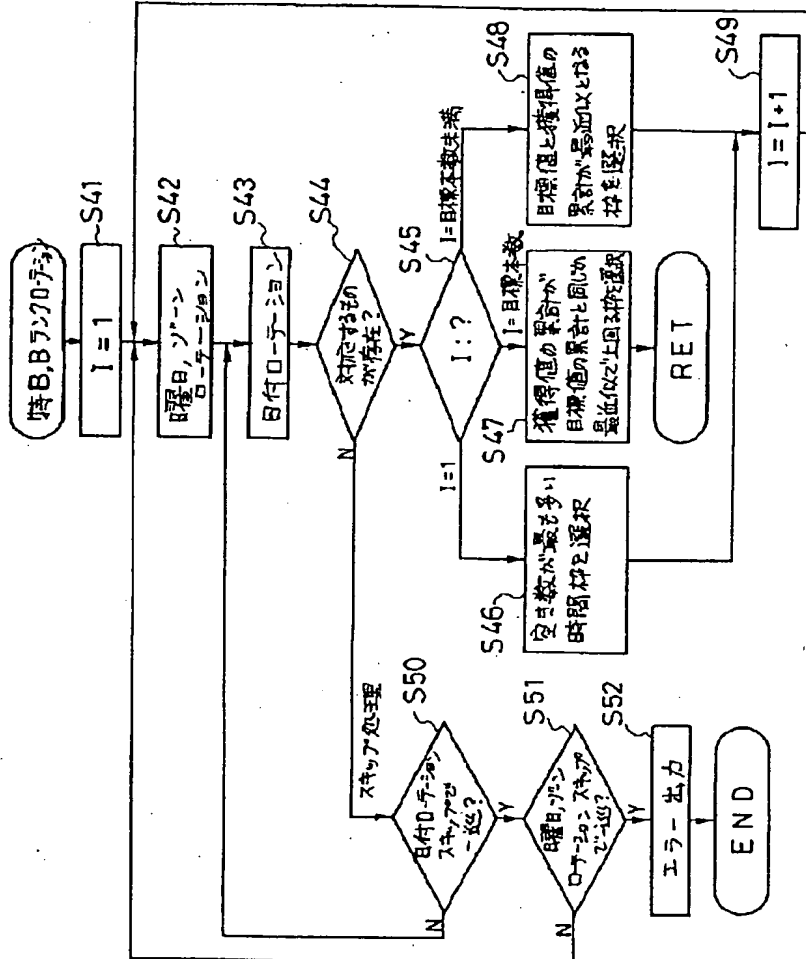 特B,Bランクローテーション
S41
I = 1
S42
曜日,ゾーン
ローテーション
S43
日付ローテーション
S44
対応するもの
が存在?
N
Y
スキップ処理
S45
I : ?
I=1
I=目標本数
I=目標本数未満
S46
空き数が最も多い
時間枠を選択
S47
獲得値の累計が
目標値の累計と同じか
最近似で上回る枠を選択
S48
目標値と獲得値の
累計が最近似となる
枠を選択
RET
S49
I = I+1
S50
日付ローテーション
スキップで
一巡?
N
Y
S51
曜日,ゾーン
ローテーション スキップ
で一巡?
N
Y
S52
エラー出力
END